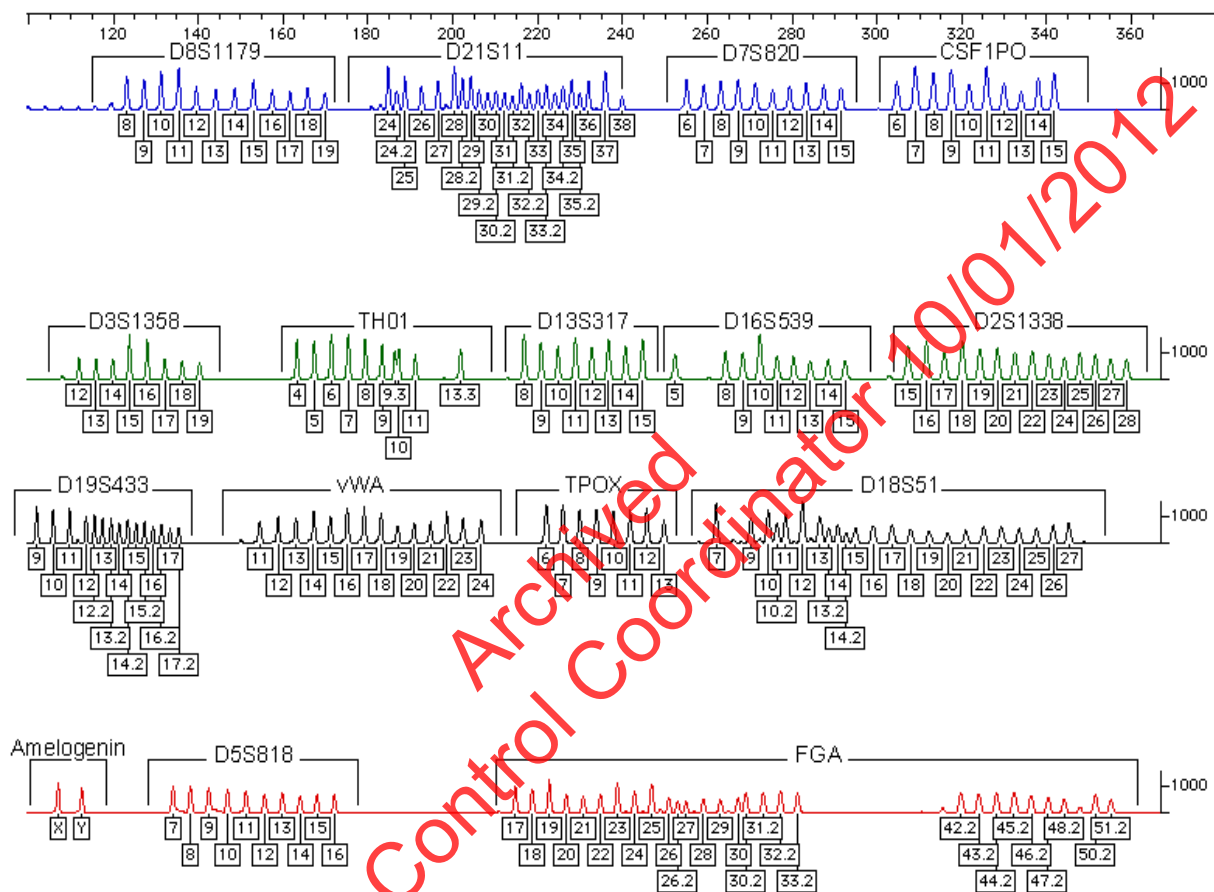 120 140 160 180 200 220 240 260 280 300 320 340 360
D8S1179 D21S11 D7S820 CSF1PO
1000
8 10 12 14 16 18 24 26 28 30 32 34 36 38 6 8 10 12 14 6 8 10 12 14
9 11 13 15 17 19 24.2 27 29 31 33 35 37 7 9 11 13 15 7 9 11 13 15
25 28.2 31.2 34.2
29.2 32.2 35.2
30.2 33.2
D3S1358 TH01 D13S317 D16S539 D2S1338
1000
12 14 16 18 4 6 8 9.3 13.3 8 10 12 14 5 8 10 12 14 15 17 19 21 23 25 27
13 15 17 19 5 7 9 11 9 11 13 15 9 11 13 15 16 18 20 22 24 26 28
10
D19S433 vWA TPOX D18S51
1000
9 11 13 15 17 11 13 15 17 19 21 23 6 8 10 12 7 9 11 13 15 17 19 21 23 25 27
10 12 14 16 12 14 16 18 20 22 24 7 9 11 13 10 12 14 16 18 20 22 24 26
12.2 15.2 10.2 13.2
13.2 16.2 14.2
14.2 17.2
Amelogenin D5S818 FGA
1000
X Y 7 9 11 13 15 17 19 21 23 25 27 29 31.2 42.2 45.2 48.2 51.2
8 10 12 14 16 18 20 22 24 26 28 30 32.2 43.2 46.2 50.2
26.2 30.2 33.2 44.2 47.2
Archived
Control Coordinator 10/01/2012